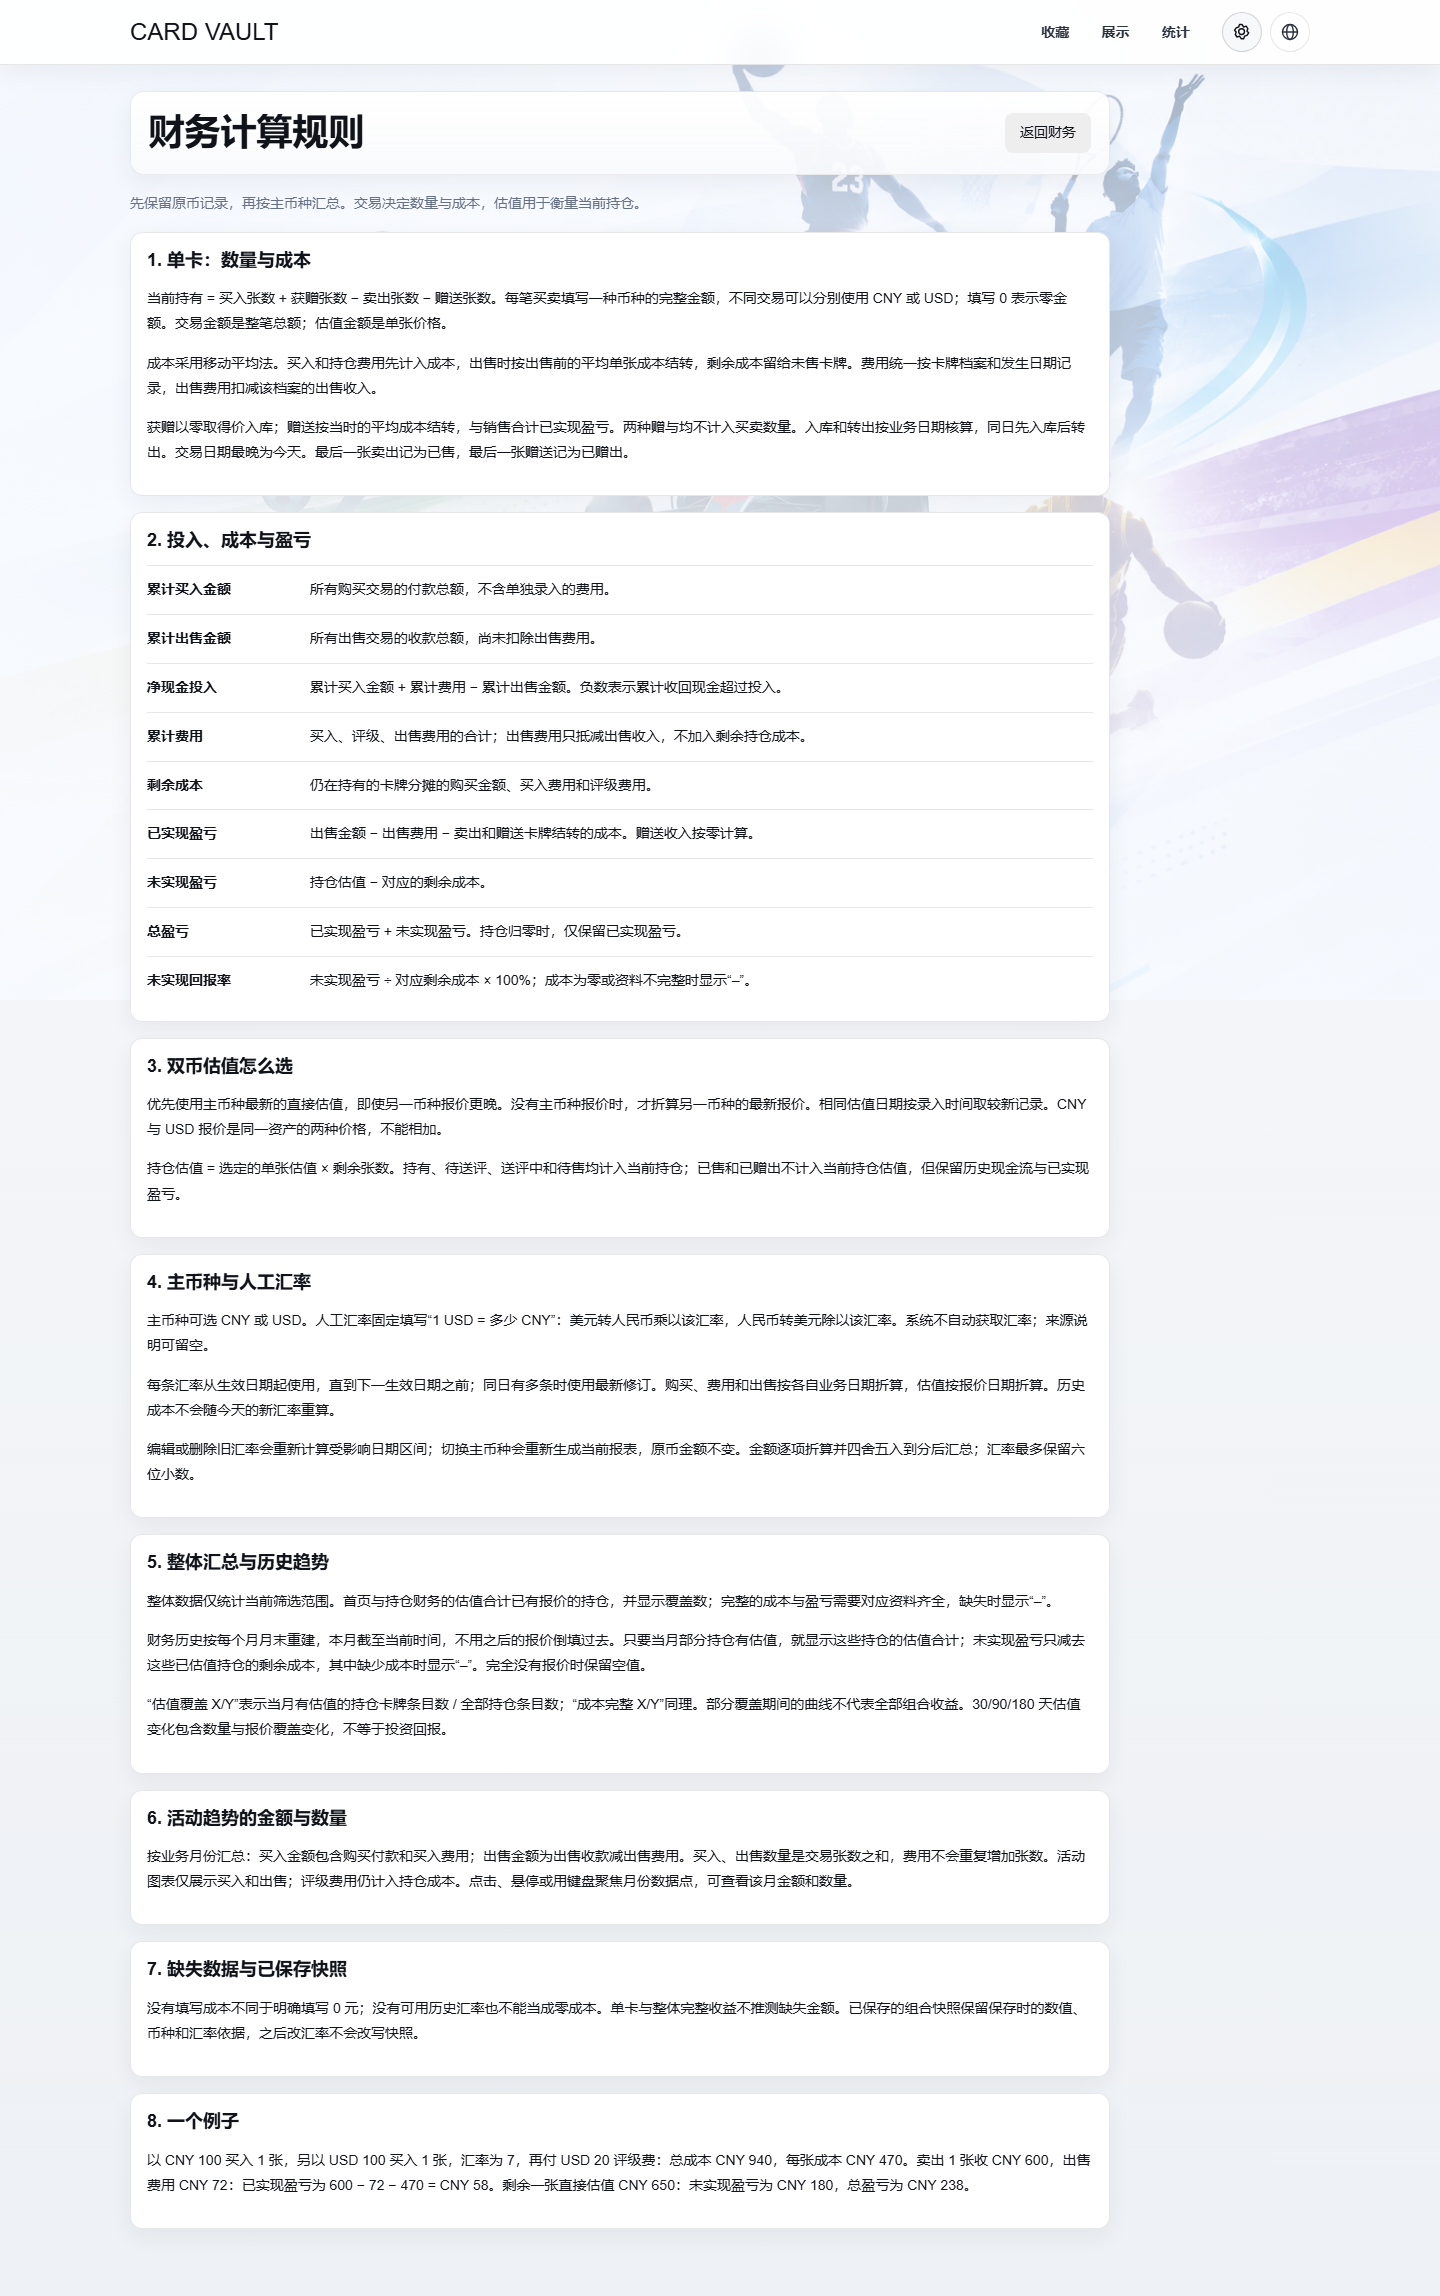 CARD VAULT
收藏
展示
统计
财务计算规则
返回财务
23
先保留原币记录，再按主币种汇总。交易决定数量与成本，估值用于衡量当前持仓。
1. 单卡：数量与成本
当前持有 = 买入张数 + 获赠张数 − 卖出张数 − 赠送张数。每笔买卖填写一种币种的完整金额，不同交易可以分别使用 CNY 或 USD；填写 0 表示零金
额。交易金额是整笔总额；估值金额是单张价格。
成本采用移动平均法。买入和持仓费用先计入成本，出售时按出售前的平均单张成本结转，剩余成本留给未售卡牌。费用统一按卡牌档案和发生日期记
录，出售费用扣减该档案的出售收入。
获赠以零取得价入库；赠送按当时的平均成本结转，与销售合计已实现盈亏。两种赠与均不计入买卖数量。入库和转出按业务日期核算，同日先入库后转
出。交易日期最晚为今天。最后一张卖出记为已售，最后一张赠送记为已赠出。
2. 投入、成本与盈亏
累计买入金额
所有购买交易的付款总额，不含单独录入的费用。
累计出售金额
所有出售交易的收款总额，尚未扣除出售费用。
净现金投入
累计买入金额 + 累计费用 − 累计出售金额。负数表示累计收回现金超过投入。
累计费用
买入、评级、出售费用的合计；出售费用只抵减出售收入，不加入剩余持仓成本。
剩余成本
仍在持有的卡牌分摊的购买金额、买入费用和评级费用。
已实现盈亏
出售金额 − 出售费用 − 卖出和赠送卡牌结转的成本。赠送收入按零计算。
未实现盈亏
持仓估值 − 对应的剩余成本。
总盈亏
已实现盈亏 + 未实现盈亏。持仓归零时，仅保留已实现盈亏。
未实现回报率
未实现盈亏 ÷ 对应剩余成本 × 100%；成本为零或资料不完整时显示“–”。
3. 双币估值怎么选
优先使用主币种最新的直接估值，即使另一币种报价更晚。没有主币种报价时，才折算另一币种的最新报价。相同估值日期按录入时间取较新记录。CNY
与 USD 报价是同一资产的两种价格，不能相加。
持仓估值 = 选定的单张估值 × 剩余张数。持有、待送评、送评中和待售均计入当前持仓；已售和已赠出不计入当前持仓估值，但保留历史现金流与已实现
盈亏。
4. 主币种与人工汇率
主币种可选 CNY 或 USD。人工汇率固定填写“1 USD = 多少 CNY”：美元转人民币乘以该汇率，人民币转美元除以该汇率。系统不自动获取汇率；来源说
明可留空。
每条汇率从生效日期起使用，直到下一生效日期之前；同日有多条时使用最新修订。购买、费用和出售按各自业务日期折算，估值按报价日期折算。历史
成本不会随今天的新汇率重算。
编辑或删除旧汇率会重新计算受影响日期区间；切换主币种会重新生成当前报表，原币金额不变。金额逐项折算并四舍五入到分后汇总；汇率最多保留六
位小数。
5. 整体汇总与历史趋势
整体数据仅统计当前筛选范围。首页与持仓财务的估值合计已有报价的持仓，并显示覆盖数；完整的成本与盈亏需要对应资料齐全，缺失时显示“–”。
财务历史按每个月月末重建，本月截至当前时间，不用之后的报价倒填过去。只要当月部分持仓有估值，就显示这些持仓的估值合计；未实现盈亏只减去
这些已估值持仓的剩余成本，其中缺少成本时显示“–”。完全没有报价时保留空值。
“估值覆盖 X/Y”表示当月有估值的持仓卡牌条目数 / 全部持仓条目数；“成本完整 X/Y”同理。部分覆盖期间的曲线不代表全部组合收益。30/90/180 天估值
变化包含数量与报价覆盖变化，不等于投资回报。
6. 活动趋势的金额与数量
按业务月份汇总：买入金额包含购买付款和买入费用；出售金额为出售收款减出售费用。买入、出售数量是交易张数之和，费用不会重复增加张数。活动
图表仅展示买入和出售；评级费用仍计入持仓成本。点击、悬停或用键盘聚焦月份数据点，可查看该月金额和数量。
7. 缺失数据与已保存快照
没有填写成本不同于明确填写 0 元；没有可用历史汇率也不能当成零成本。单卡与整体完整收益不推测缺失金额。已保存的组合快照保留保存时的数值、
币种和汇率依据，之后改汇率不会改写快照。
8. 一个例子
以 CNY 100 买入 1 张，另以 USD 100 买入 1 张，汇率为 7，再付 USD 20 评级费：总成本 CNY 940，每张成本 CNY 470。卖出 1 张收 CNY 600，出售
费用 CNY 72：已实现盈亏为 600 − 72 − 470 = CNY 58。剩余一张直接估值 CNY 650：未实现盈亏为 CNY 180，总盈亏为 CNY 238。